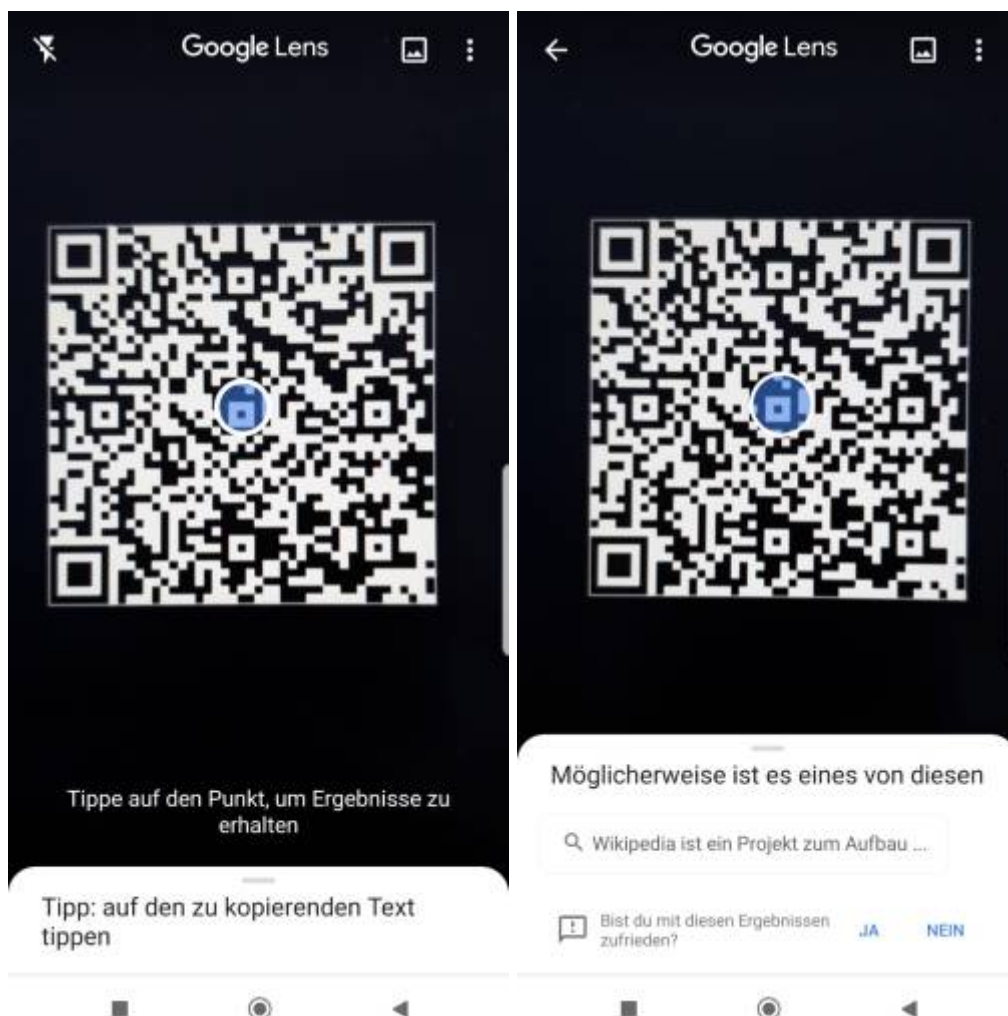 Google Lens
Tippe auf den Punkt, um Ergebnisse zu
erhalten
Tipp: auf den zu kopierenden Text
tippen
Google Lens
Möglicherweise ist es eines von diesen
Wikipedia ist ein Projekt zum Aufbau ...
Bist du mit diesen Ergebnissen
zufrieden?
JA
NEIN